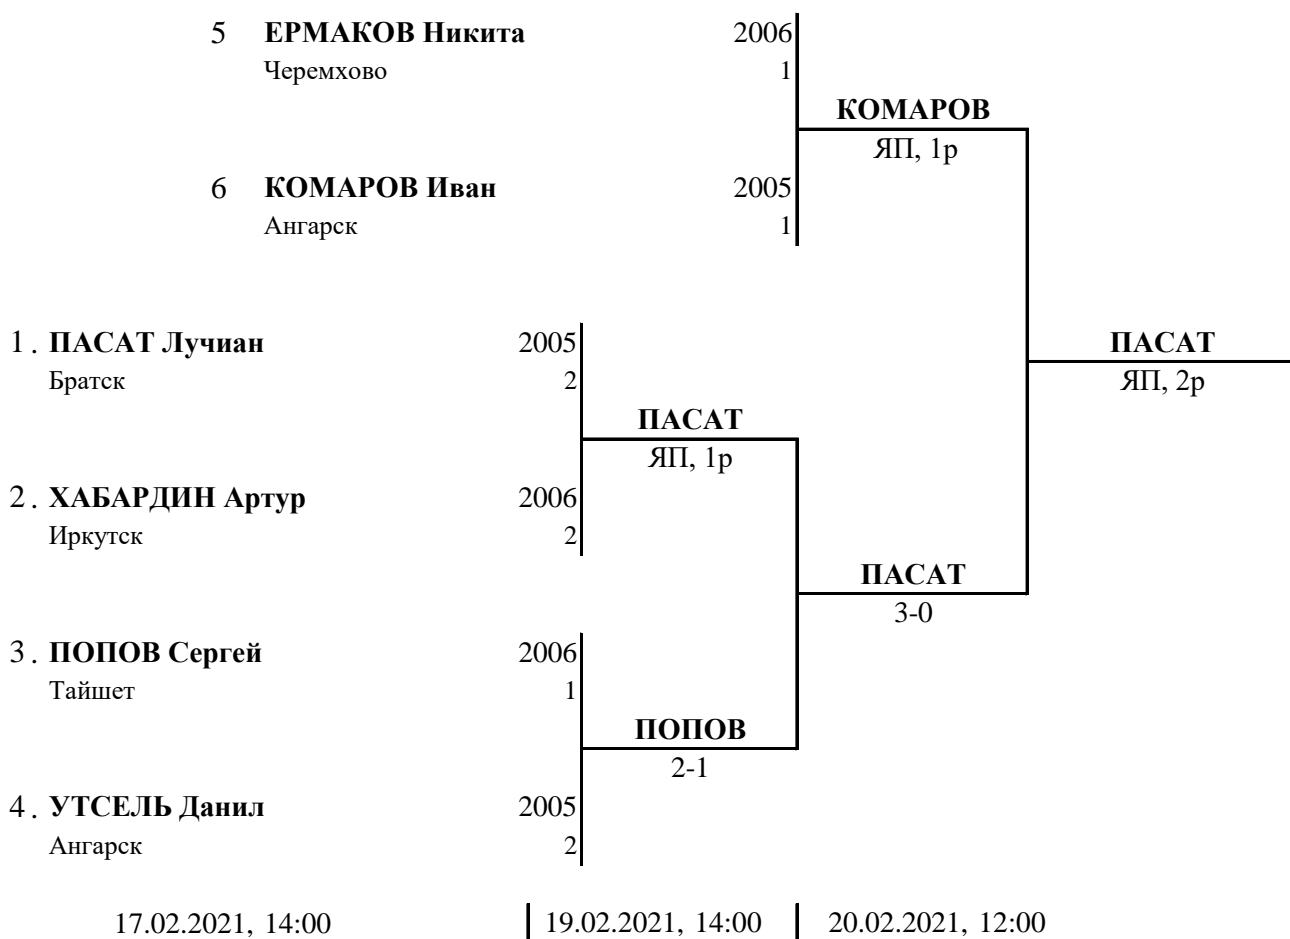 5 ЕРМАКОВ Никита 2006
Черемхово 1
КОМАРОВ
ЯП, 1р
6 КОМАРОВ Иван 2005
Ангарск 1
1. ПАСАТ Лучиан 2005
Братск 2
ПАСАТ
ЯП, 2р
ПАСАТ
ЯП, 1р
2. ХАБАРДИН Артур 2006
Иркутск 2
ПАСАТ
3-0
3. ПОПОВ Сергей 2006
Тайшет 1
ПОПОВ
2-1
4. УТСЕЛЬ Данил 2005
Ангарск 2
17.02.2021, 14:00 19.02.2021, 14:00 20.02.2021, 12:00